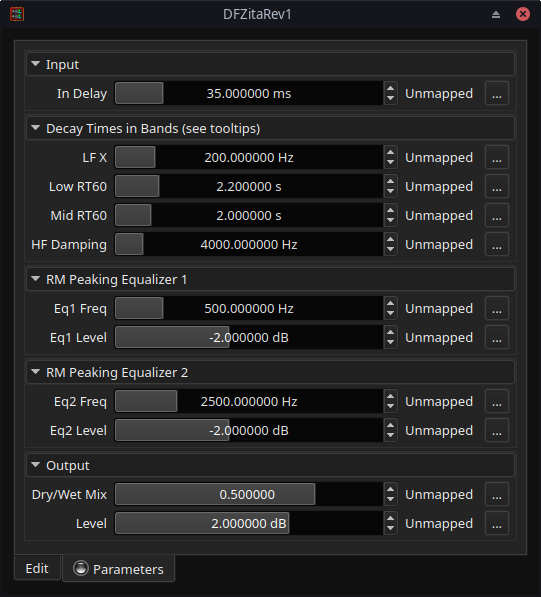 DFZitaRev1
Input
In Delay 35.000000 ms Unmapped ...
Decay Times in Bands (see tooltips)
LF X 200.000000 Hz Unmapped ...
Low RT60 2.200000 s Unmapped ...
Mid RT60 2.000000 s Unmapped ...
HF Damping 4000.000000 Hz Unmapped ...
RM Peaking Equalizer 1
Eq1 Freq 500.000000 Hz Unmapped ...
Eq1 Level -2.000000 dB Unmapped ...
RM Peaking Equalizer 2
Eq2 Freq 2500.000000 Hz Unmapped ...
Eq2 Level -2.000000 dB Unmapped ...
Output
Dry/Wet Mix 0.500000 Unmapped ...
Level 2.000000 dB Unmapped ...
Edit Parameters